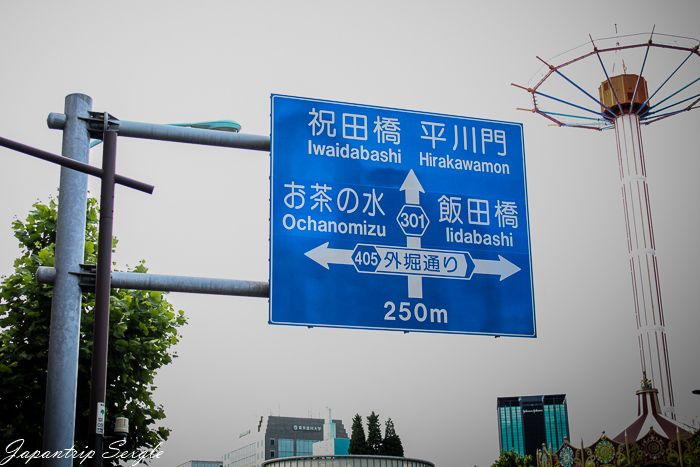 祝田橋 平川門
Iwaidabashi Hirakawamon
お茶の水 301 飯田橋
Ochanomizu Iidabashi
405 外堀通り
250m
Japantrip Sergle